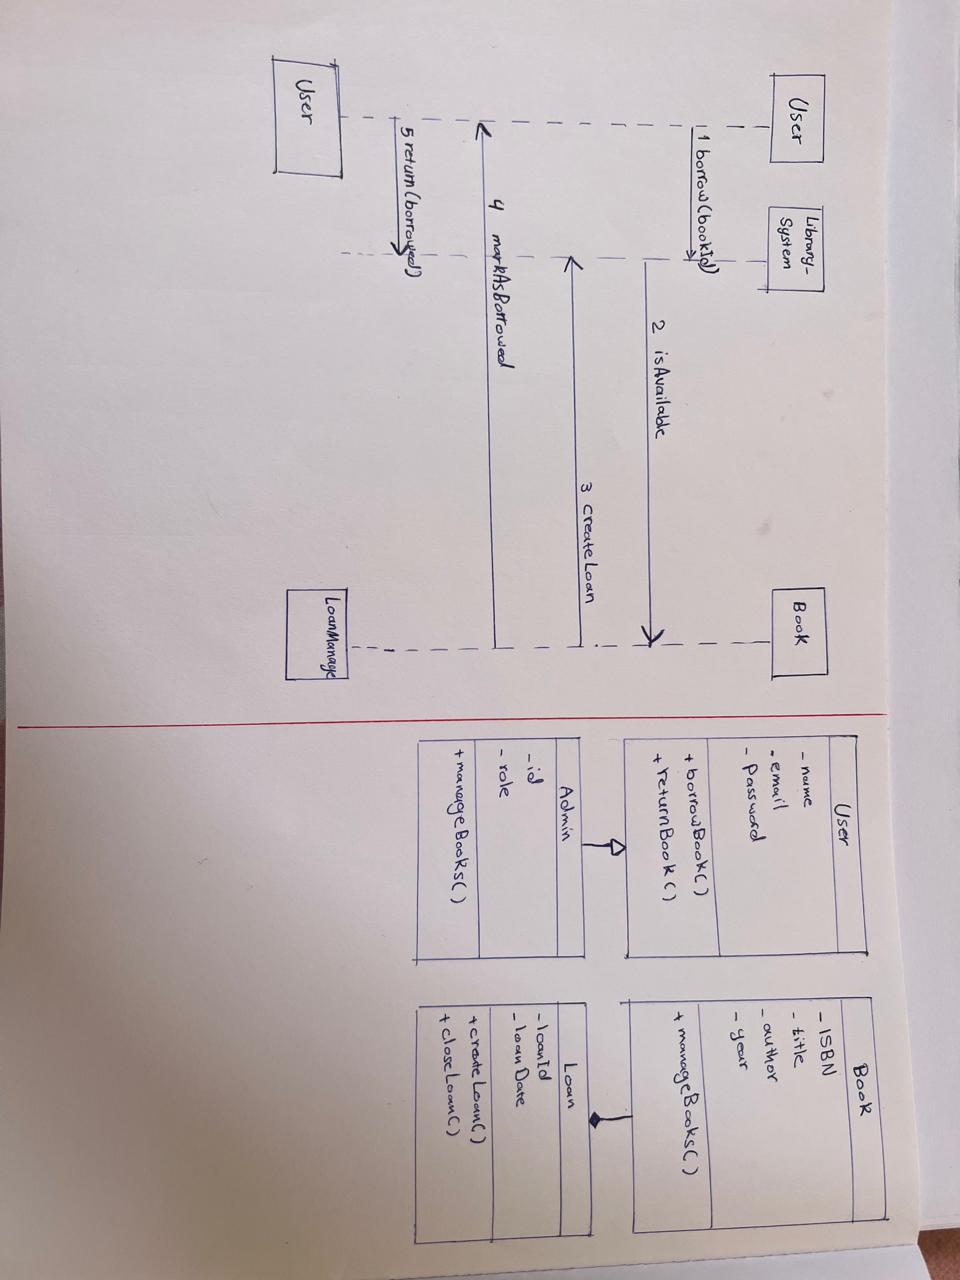 User
Library-
System
Book
1 borrow(bookId)
2 isAvailable
3 createLoan
4 markAsBorrowed
5 return(borrowed)
User
LoanManage
User
- name
- email
- password
+ borrowBook()
+ returnBook()
Admin
- id
- role
+ manageBooks()
Book
- ISBN
- title
- author
- year
+ manageBooks()
Loan
- loanId
- loanDate
+ createLoan()
+ closeLoan()